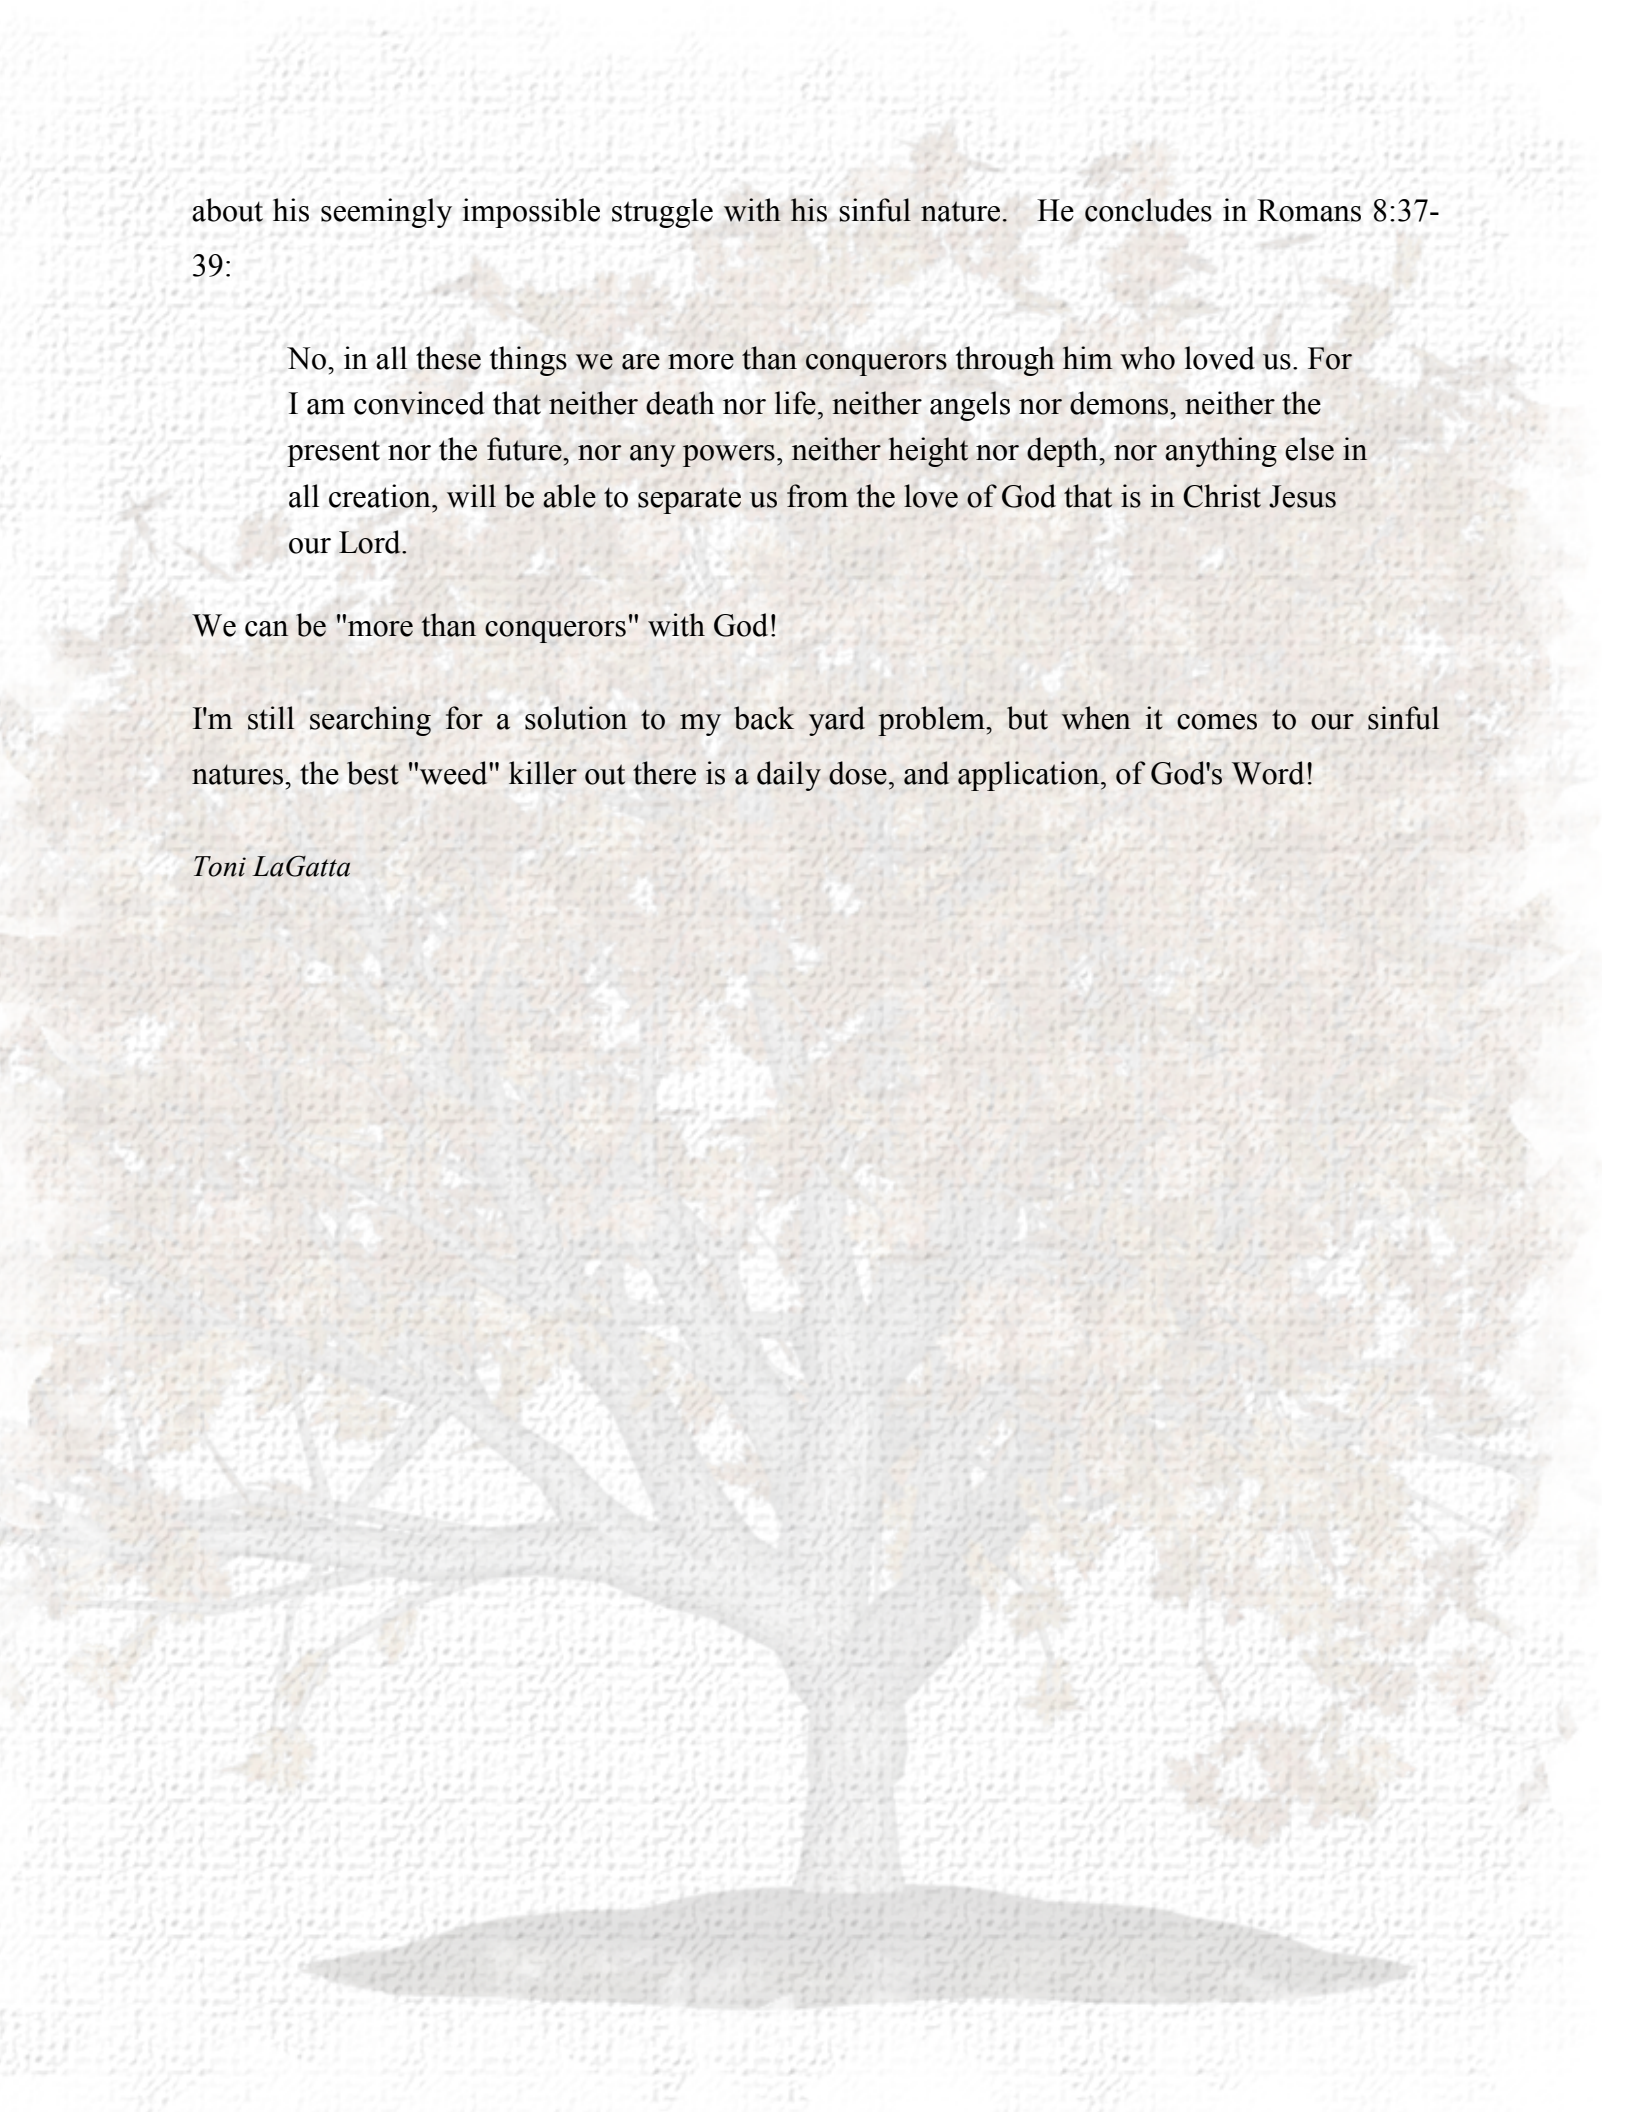 about his seemingly impossible struggle with his sinful nature.   He concludes in Romans 8:37-
39:
No, in all these things we are more than conquerors through him who loved us. For
I am convinced that neither death nor life, neither angels nor demons, neither the
present nor the future, nor any powers, neither height nor depth, nor anything else in
all creation, will be able to separate us from the love of God that is in Christ Jesus
our Lord.
We can be "more than conquerors" with God!
I'm still searching for a solution to my back yard problem, but when it comes to our sinful
natures, the best "weed" killer out there is a daily dose, and application, of God's Word!
Toni LaGatta